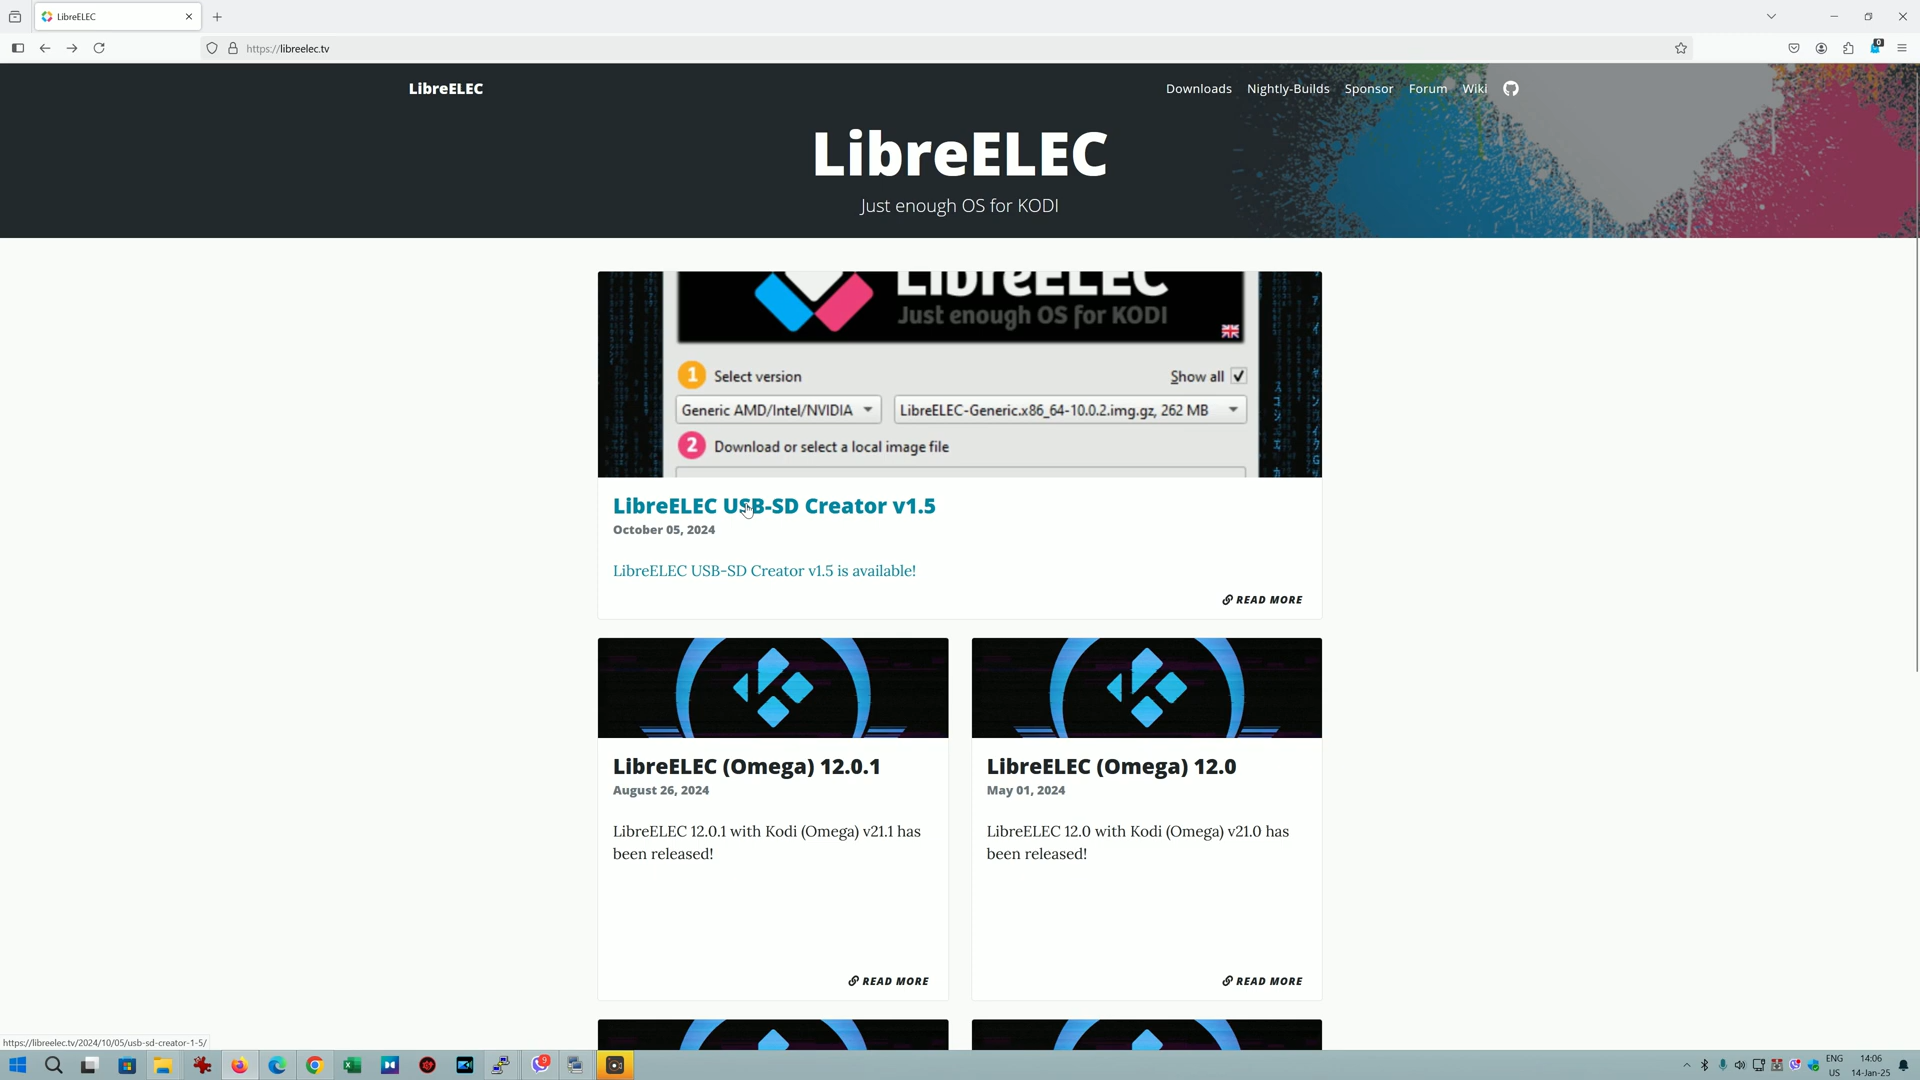 LibreELEC
https://libreelec.tv
LibreELEC
Downloads Nightly-Builds Sponsor Forum Wiki
LibreELEC
Just enough OS for KODI
LibreELEC
Just enough OS for KODI
1 Select version
Show all
Generic AMD/Intel/NVIDIA
LibreELEC-Generic.x86_64-10.0.2.img.gz, 262 MB
2 Download or select a local image file
LibreELEC USB-SD Creator v1.5
October 05, 2024
LibreELEC USB-SD Creator v1.5 is available!
READ MORE
LibreELEC (Omega) 12.0.1
August 26, 2024
LibreELEC 12.0.1 with Kodi (Omega) v21.1 has
been released!
READ MORE
LibreELEC (Omega) 12.0
May 01, 2024
LibreELEC 12.0 with Kodi (Omega) v21.0 has
been released!
READ MORE
https://libreelec.tv/2024/10/05/usb-sd-creator-1-5/
9
ENG
US
14:06
14-Jan-25